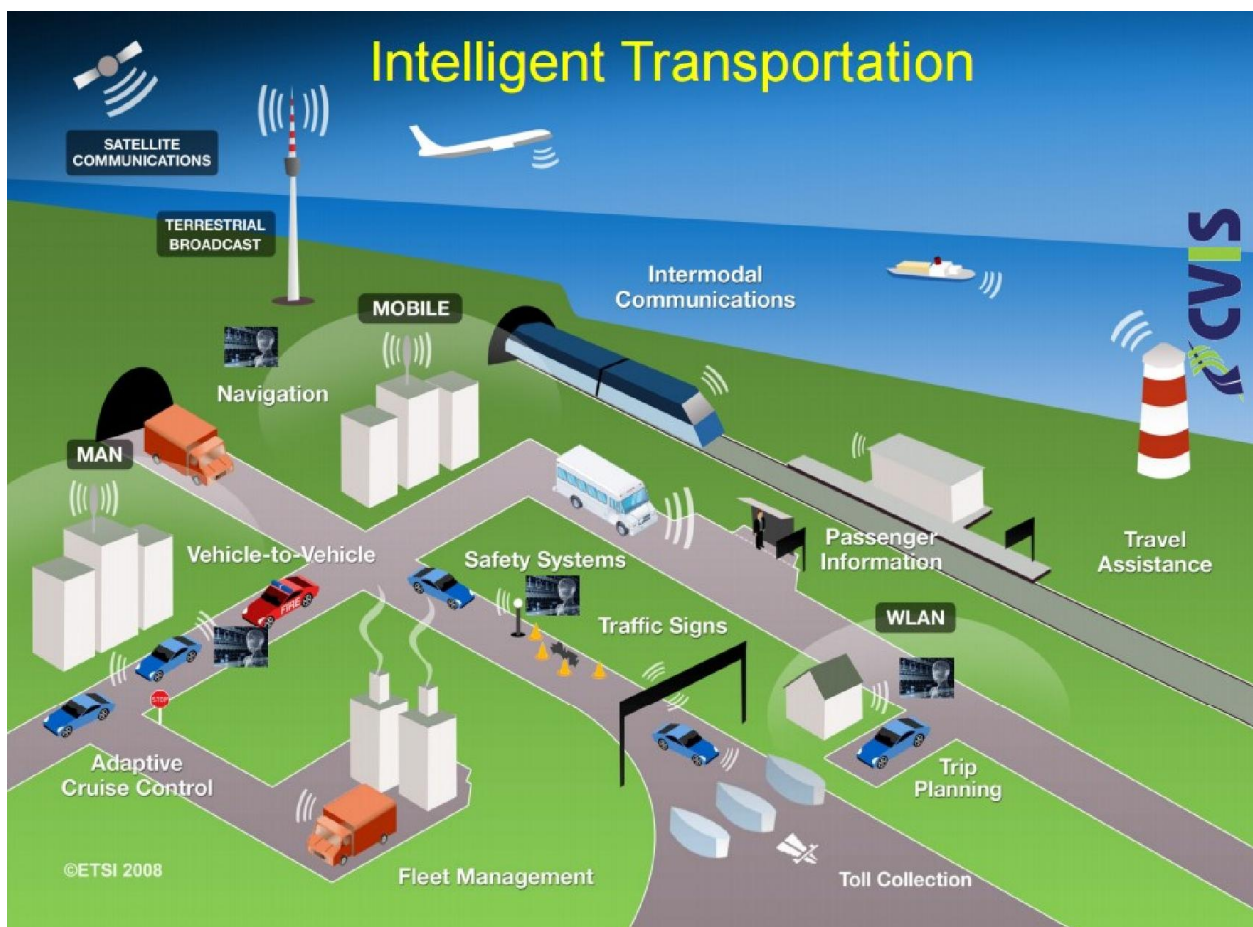 Intelligent Transportation
SATELLITE
COMMUNICATIONS
TERRESTRIAL
BROADCAST
CVIS
Intermodal
Communications
MOBILE
Navigation
MAN
Vehicle-to-Vehicle
Safety Systems
Passenger
Information
Travel
Assistance
FIRE
Traffic Signs
WLAN
STOP
Adaptive
Cruise Control
Trip
Planning
©ETSI 2008
Fleet Management
Toll Collection